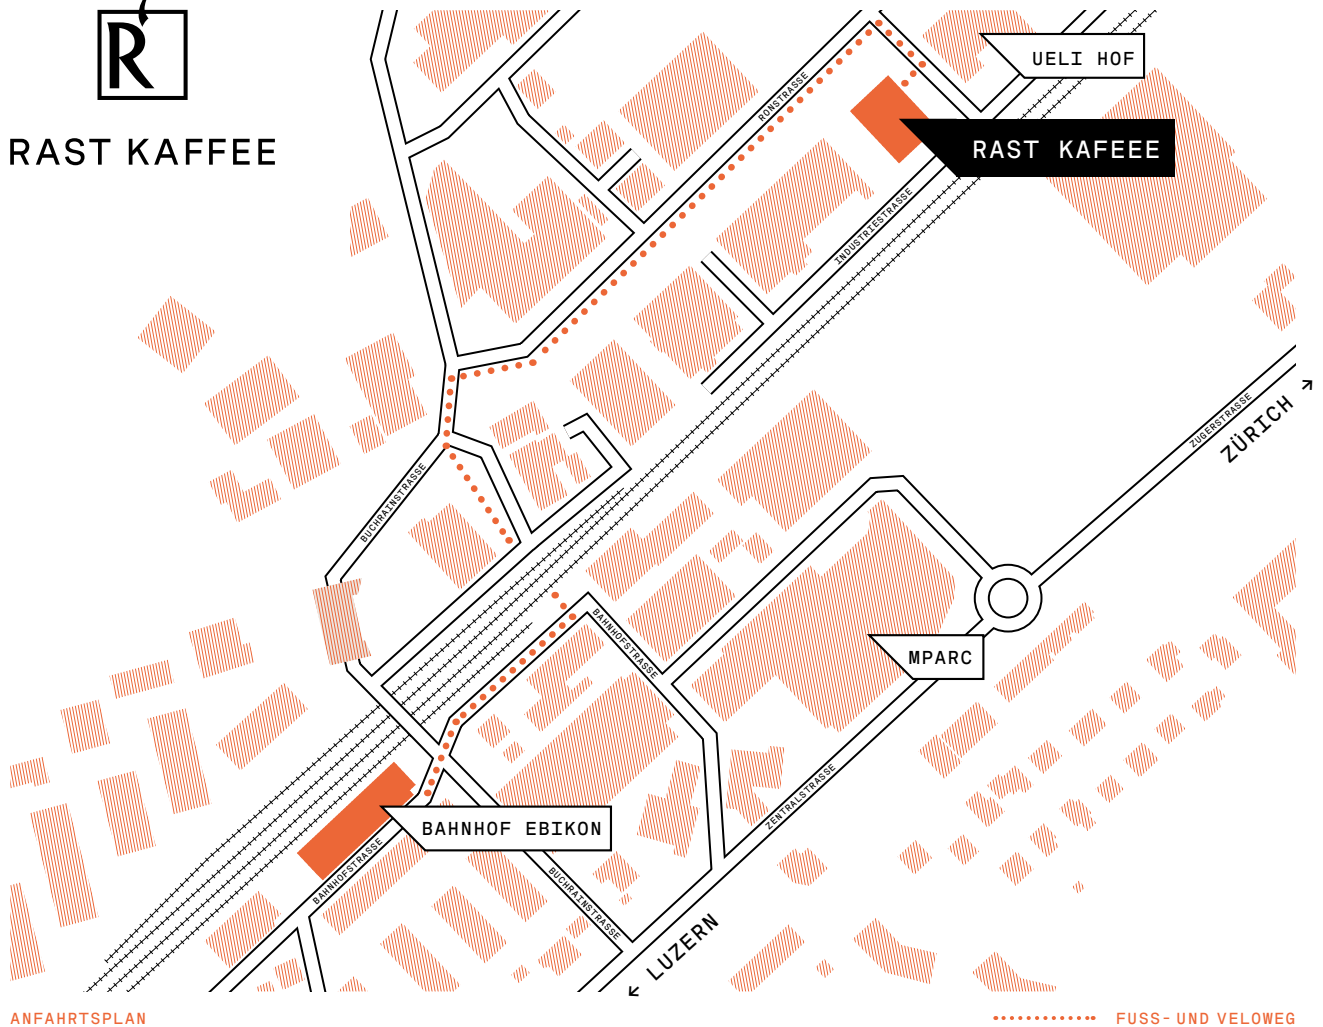 R
RAST KAFFEE
UELI HOF
RONSTRASSE
RAST KAFEEE
INDUSTRIESTRASSE
ZUGERSTRASSE
ZÜRICH ↗
BUCHRAINSTRASSE
BAHNHOFSTRASSE
MPARC
ZENTRALSTRASSE
BAHNHOF EBIKON
BAHNHOFSTRASSE
BUCHRAINSTRASSE
← LUZERN
ANFAHRTSPLAN
FUSS- UND VELOWEG